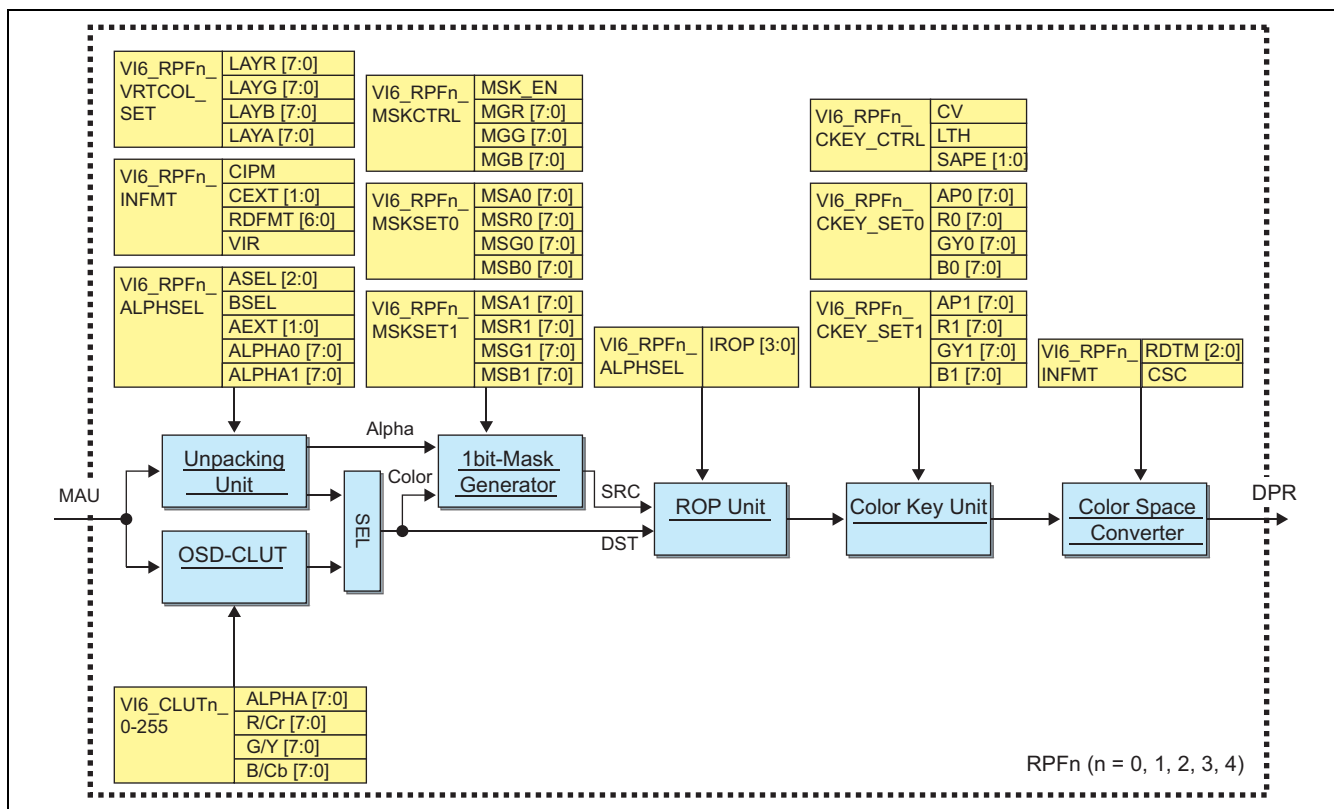 VI6_RPFn_
VRTCOL_
SET
LAYR [7:0]
LAYG [7:0]
LAYB [7:0]
LAYA [7:0]
VI6_RPFn_
INFMT
CIPM
CEXT [1:0]
RDFMT [6:0]
VIR
VI6_RPFn_
ALPHSEL
ASEL [2:0]
BSEL
AEXT [1:0]
ALPHA0 [7:0]
ALPHA1 [7:0]
VI6_RPFn_
MSKCTRL
MSK_EN
MGR [7:0]
MGG [7:0]
MGB [7:0]
VI6_RPFn_
MSKSET0
MSA0 [7:0]
MSR0 [7:0]
MSG0 [7:0]
MSB0 [7:0]
VI6_RPFn_
MSKSET1
MSA1 [7:0]
MSR1 [7:0]
MSG1 [7:0]
MSB1 [7:0]
VI6_RPFn_
ALPHSEL
IROP [3:0]
VI6_RPFn_
CKEY_CTRL
CV
LTH
SAPE [1:0]
VI6_RPFn_
CKEY_SET0
AP0 [7:0]
R0 [7:0]
GY0 [7:0]
B0 [7:0]
VI6_RPFn_
CKEY_SET1
AP1 [7:0]
R1 [7:0]
GY1 [7:0]
B1 [7:0]
VI6_RPFn_
INFMT
RDTM [2:0]
CSC
MAU
Unpacking
Unit
OSD-CLUT
SEL
Alpha
Color
1bit-Mask
Generator
SRC
DST
ROP Unit
Color Key Unit
Color Space
Converter
DPR
VI6_CLUTn_
0-255
ALPHA [7:0]
R/Cr [7:0]
G/Y [7:0]
B/Cb [7:0]
RPFn (n = 0, 1, 2, 3, 4)